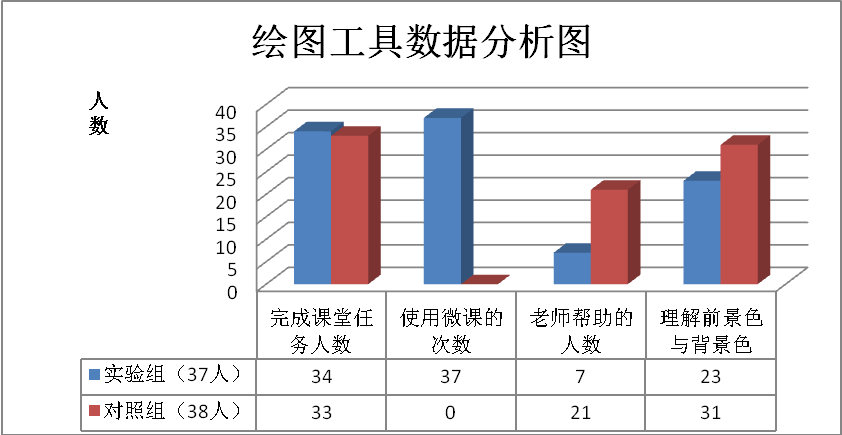 绘图工具数据分析图
人数
40
35
30
25
20
15
10
5
0
完成课堂任务人数
使用微课的次数
老师帮助的人数
理解前景色与背景色
实验组（37人） 34 37 7 23
对照组（38人） 33 0 21 31